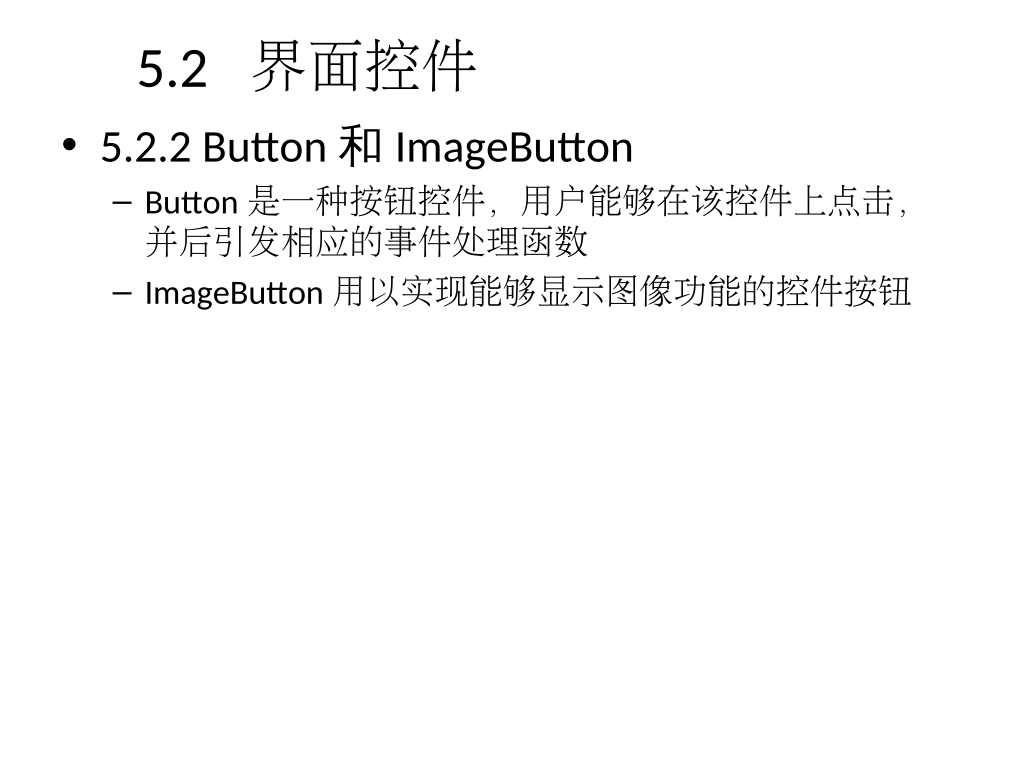 5.2 界面控件
• 5.2.2 Button 和 ImageButton
– Button 是一种按钮控件，用户能够在该控件上点击，
并后引发相应的事件处理函数
– ImageButton 用以实现能够显示图像功能的控件按钮